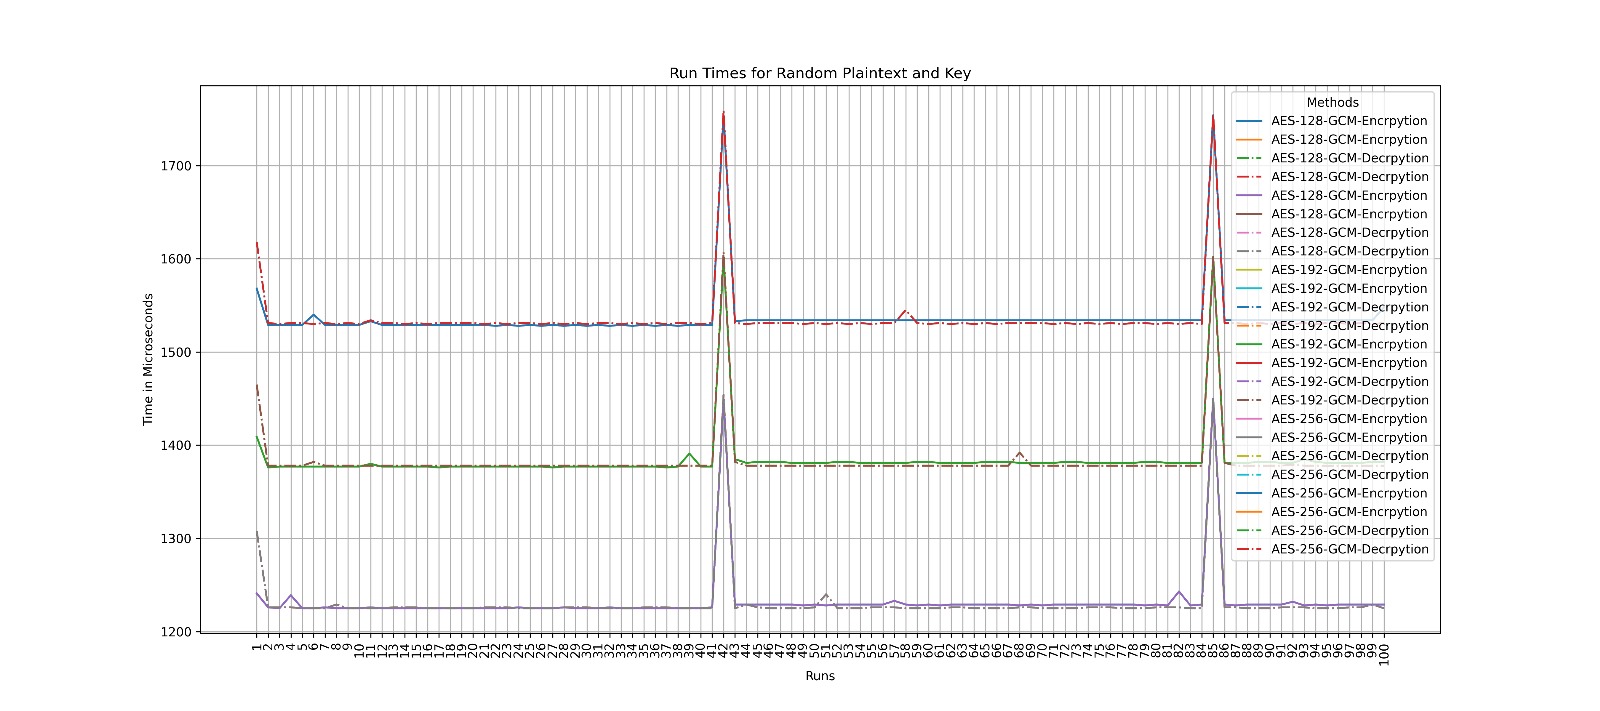 Run Times for Random Plaintext and Key
Time in Microseconds
1700
1600
1500
1400
1300
1200
Methods
AES-128-GCM-Encrpytion
AES-128-GCM-Encrpytion
AES-128-GCM-Decrpytion
AES-128-GCM-Decrpytion
AES-128-GCM-Encrpytion
AES-128-GCM-Encrpytion
AES-128-GCM-Decrpytion
AES-128-GCM-Decrpytion
AES-192-GCM-Encrpytion
AES-192-GCM-Encrpytion
AES-192-GCM-Decrpytion
AES-192-GCM-Decrpytion
AES-192-GCM-Encrpytion
AES-192-GCM-Encrpytion
AES-192-GCM-Decrpytion
AES-192-GCM-Decrpytion
AES-256-GCM-Encrpytion
AES-256-GCM-Encrpytion
AES-256-GCM-Decrpytion
AES-256-GCM-Decrpytion
AES-256-GCM-Encrpytion
AES-256-GCM-Encrpytion
AES-256-GCM-Decrpytion
AES-256-GCM-Decrpytion
1 2 3 4 5 6 7 8 9 10 11 12 13 14 15 16 17 18 19 20 21 22 23 24 25 26 27 28 29 30 31 32 33 34 35 36 37 38 39 40 41 42 43 44 45 46 47 48 49 50 51 52 53 54 55 56 57 58 59 60 61 62 63 64 65 66 67 68 69 70 71 72 73 74 75 76 77 78 79 80 81 82 83 84 85 86 87 88 89 90 91 92 93 94 95 96 97 98 99 100
Runs